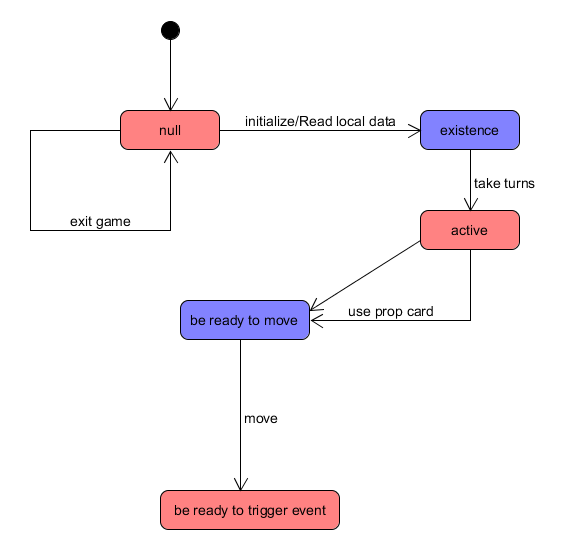 null
initialize/Read local data
existence
exit game
take turns
active
be ready to move
use prop card
move
be ready to trigger event